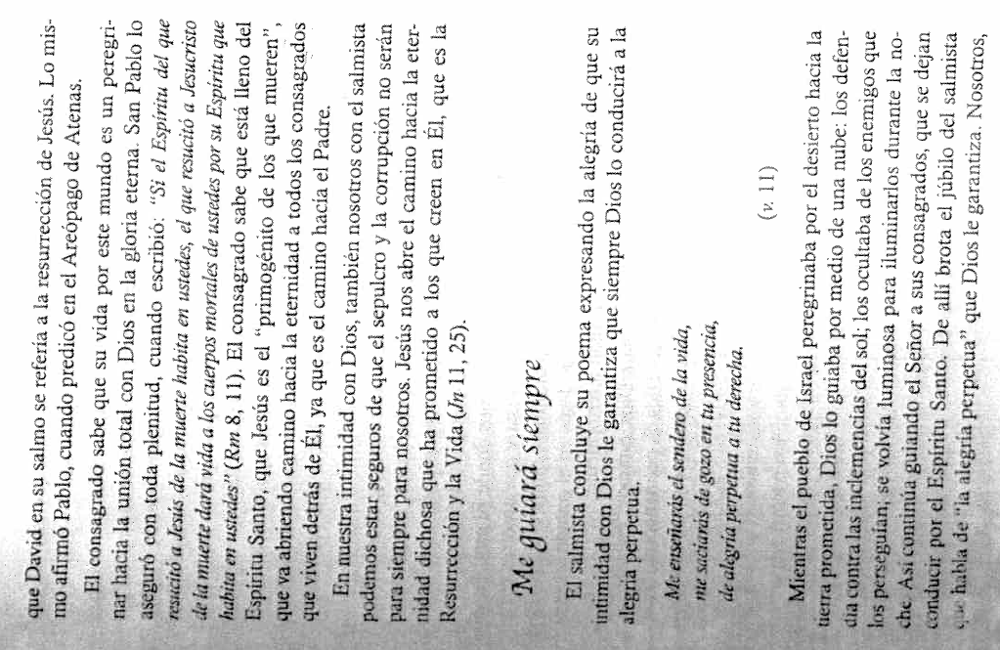 que David en su salmo se refería a la resurrección de Jesús. Lo mis-
mo afirmó Pablo, cuando predicó en el Areópago de Atenas.
El consagrado sabe que su vida por este mundo es un peregri-
nar hacia la unión total con Dios en la gloria eterna. San Pablo lo
aseguró con toda plenitud, cuando escribió: "Si el Espíritu del que
resucitó a Jesús de la muerte habita en ustedes, el que resucitó a Jesucristo
de la muerte dará vida a los cuerpos mortales de ustedes por su Espíritu que
habita en ustedes" (Rm 8, 11). El consagrado sabe que está lleno del
Espíritu Santo, que Jesús es el "primogénito de los que mueren",
que va abriendo camino hacia la eternidad a todos los consagrados
que viven detrás de Él, ya que es el camino hacia el Padre.
En nuestra intimidad con Dios, también nosotros con el salmista
podemos estar seguros de que el sepulcro y la corrupción no serán
para siempre para nosotros. Jesús nos abre el camino hacia la eter-
nidad dichosa que ha prometido a los que creen en Él, que es la
Resurrección y la Vida (Jn 11, 25).
Me guiará siempre
El salmista concluye su poema expresando la alegría de que su
intimidad con Dios le garantiza que siempre Dios lo conducirá a la
alegría perpetua.
Me enseñarás el sendero de la vida,
me saciarás de gozo en tu presencia,
de alegría perpetua a tu derecha.
(v. 11)
Mientras el pueblo de Israel peregrinaba por el desierto hacia la
tierra prometida, Dios lo guiaba por medio de una nube: los defen-
día contra las inclemencias del sol; los ocultaba de los enemigos que
los perseguían; se volvía luminosa para iluminarlos durante la no-
che. Así continúa guiando el Señor a sus consagrados, que se dejan
conducir por el Espíritu Santo. De allí brota el júbilo del salmista
que habla de "la alegría perpetua" que Dios le garantiza. Nosotros,